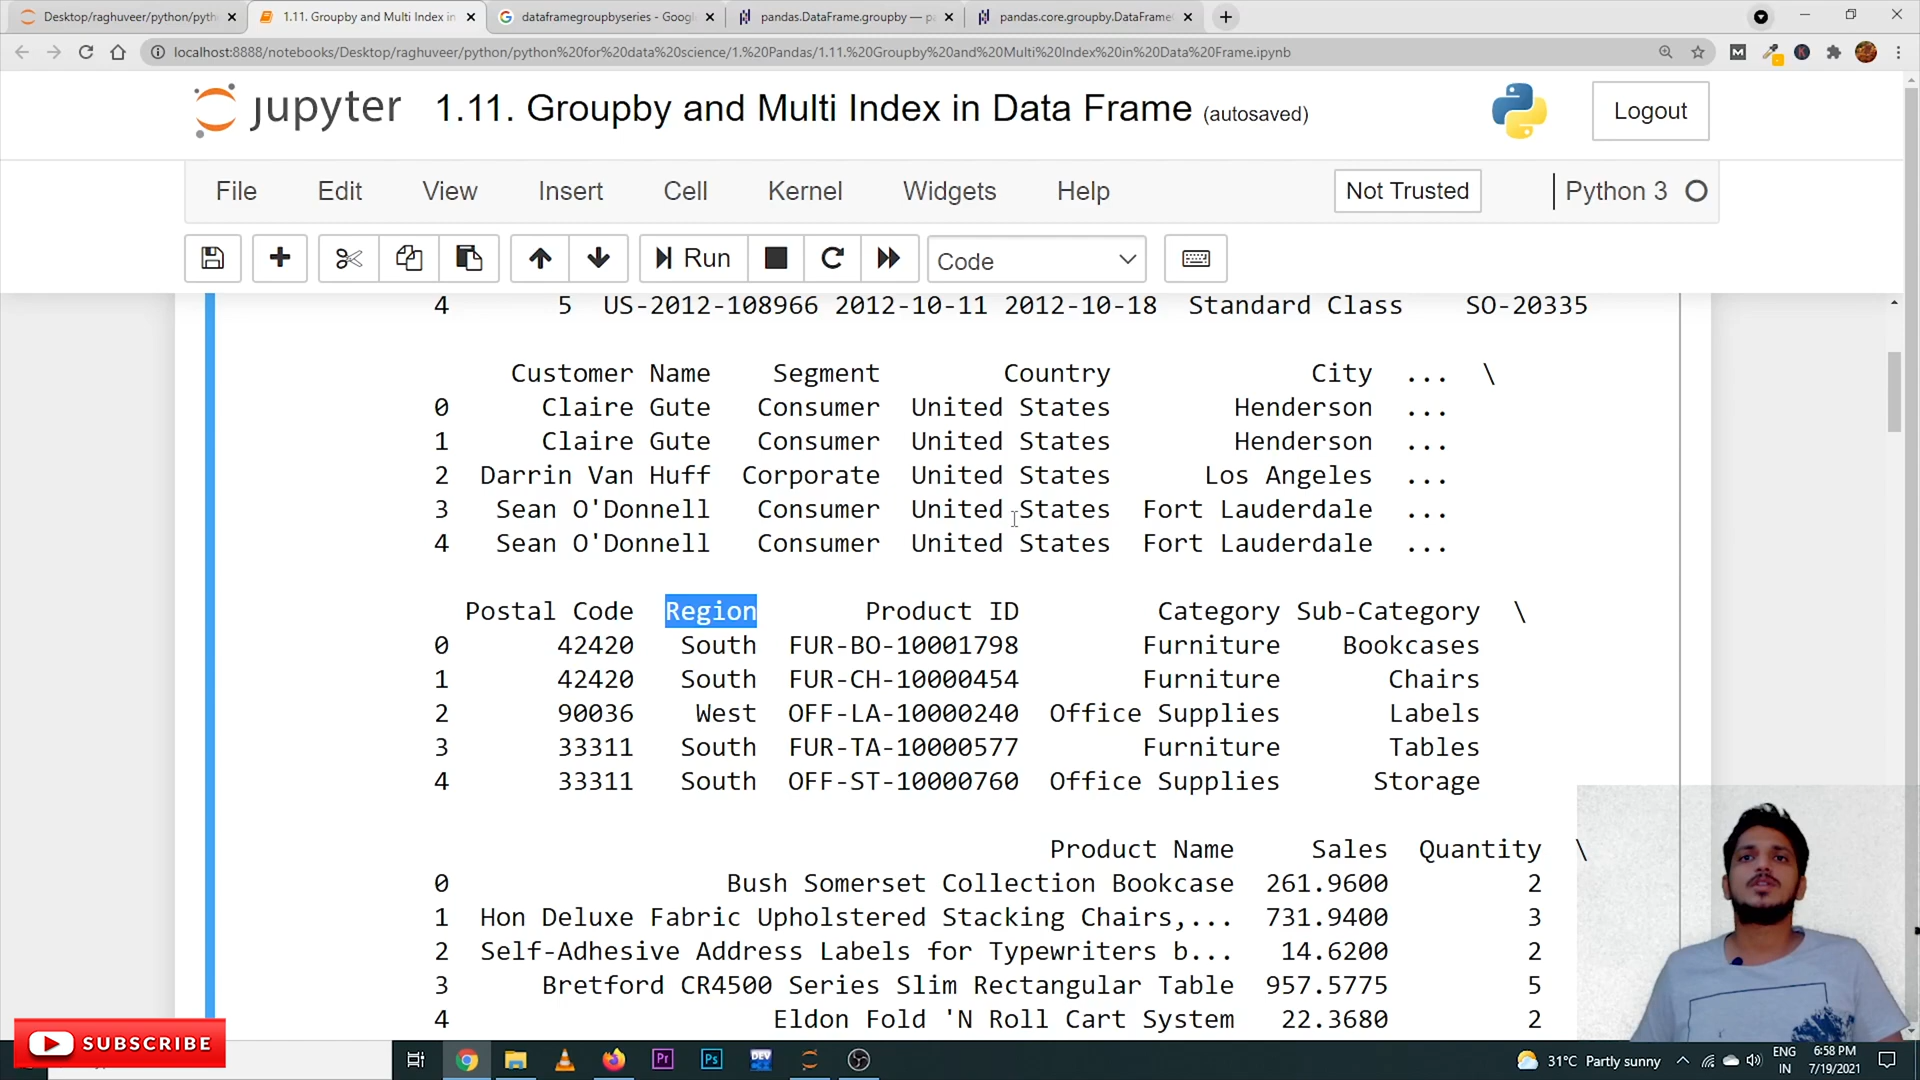 Desktop/raghuveer/python/pyth
1.11. Groupby and Multi Index in
dataframegroupbyseries - Googl
pandas.DataFrame.groupby — pa
pandas.core.groupby.DataFrame
localhost:8888/notebooks/Desktop/raghuveer/python/python%20for%20data%20science/1.%20Pandas/1.11.%20Groupby%20and%20Multi%20Index%20in%20Data%20Frame.ipynb
jupyter 1.11. Groupby and Multi Index in Data Frame (autosaved)
Logout
File Edit View Insert Cell Kernel Widgets Help
Not Trusted
Python 3
Run
Code
4 5 US-2012-108966 2012-10-11 2012-10-18 Standard Class SO-20335
Customer Name Segment Country City ... \
0 Claire Gute Consumer United States Henderson ...
1 Claire Gute Consumer United States Henderson ...
2 Darrin Van Huff Corporate United States Los Angeles ...
3 Sean O'Donnell Consumer United States Fort Lauderdale ...
4 Sean O'Donnell Consumer United States Fort Lauderdale ...
Postal Code Region Product ID Category Sub-Category \
0 42420 South FUR-BO-10001798 Furniture Bookcases
1 42420 South FUR-CH-10000454 Furniture Chairs
2 90036 West OFF-LA-10000240 Office Supplies Labels
3 33311 South FUR-TA-10000577 Furniture Tables
4 33311 South OFF-ST-10000760 Office Supplies Storage
Product Name Sales Quantity \
0 Bush Somerset Collection Bookcase 261.9600 2
1 Hon Deluxe Fabric Upholstered Stacking Chairs,... 731.9400 3
2 Self-Adhesive Address Labels for Typewriters b... 14.6200 2
3 Bretford CR4500 Series Slim Rectangular Table 957.5775 5
4 Eldon Fold 'N Roll Cart System 22.3680 2
SUBSCRIBE
Pr
Ps
DEV
31°C Partly sunny
ENG
IN
6:58 PM
7/19/2021